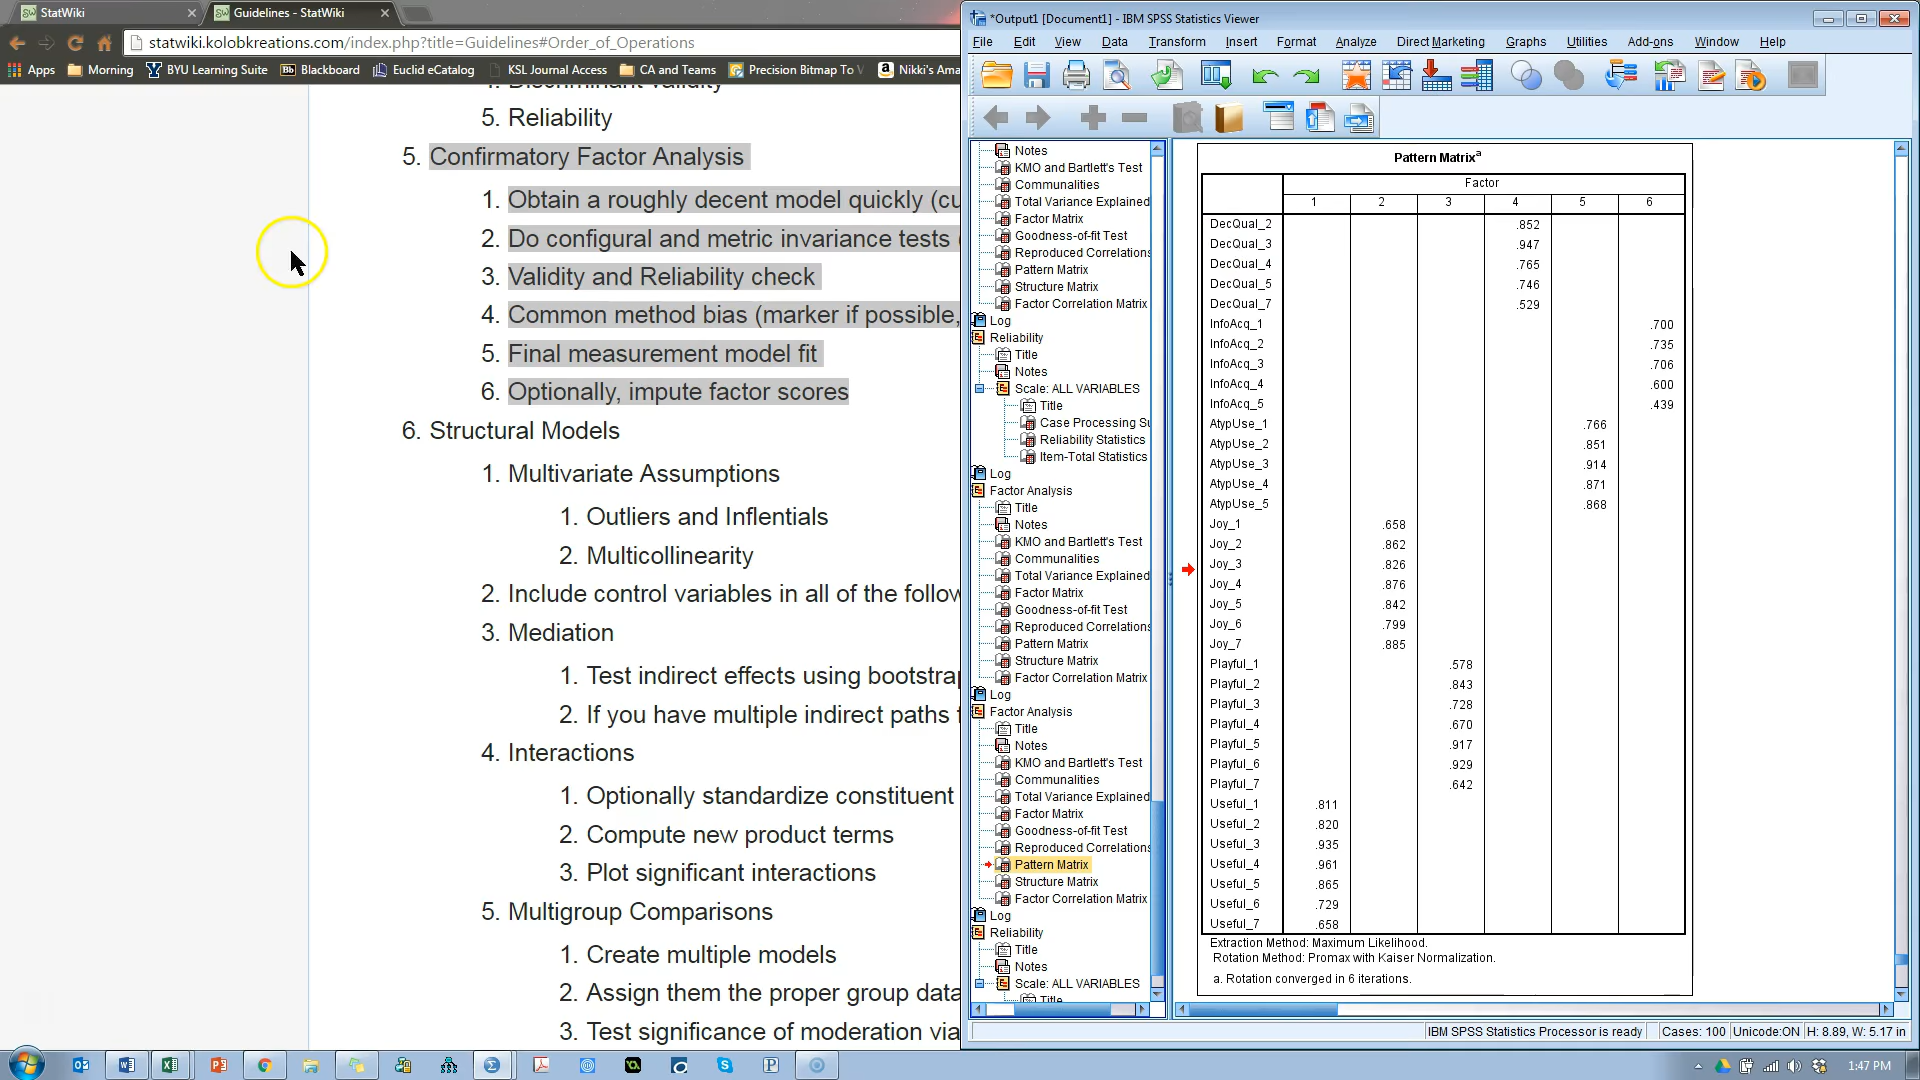 StatWiki
Guidelines - StatWiki
statwiki.kolobkreations.com/index.php?title=Guidelines#Order_of_Operations
Apps
Morning
BYU Learning Suite
Bb Blackboard
Euclid eCatalog
KSL Journal Access
CA and Teams
Precision Bitmap To V
Nikki's Ama
5. Reliability
5. Confirmatory Factor Analysis
1. Obtain a roughly decent model quickly (cu
2. Do configural and metric invariance tests
3. Validity and Reliability check
4. Common method bias (marker if possible,
5. Final measurement model fit
6. Optionally, impute factor scores
6. Structural Models
1. Multivariate Assumptions
1. Outliers and Inflentials
2. Multicollinearity
2. Include control variables in all of the follow
3. Mediation
1. Test indirect effects using bootstrap
2. If you have multiple indirect paths f
4. Interactions
1. Optionally standardize constituent
2. Compute new product terms
3. Plot significant interactions
5. Multigroup Comparisons
1. Create multiple models
2. Assign them the proper group data
3. Test significance of moderation via
*Output1 [Document1] - IBM SPSS Statistics Viewer
File Edit View Data Transform Insert Format Analyze Direct Marketing Graphs Utilities Add-ons Window Help
Notes
KMO and Bartlett's Test
Communalities
Total Variance Explained
Factor Matrix
Goodness-of-fit Test
Reproduced Correlations
Pattern Matrix
Structure Matrix
Factor Correlation Matrix
Log
Reliability
Title
Notes
Scale: ALL VARIABLES
Title
Case Processing Su
Reliability Statistics
Item-Total Statistics
Log
Factor Analysis
Title
Notes
KMO and Bartlett's Test
Communalities
Total Variance Explained
Factor Matrix
Goodness-of-fit Test
Reproduced Correlations
Pattern Matrix
Structure Matrix
Factor Correlation Matrix
Log
Factor Analysis
Title
Notes
KMO and Bartlett's Test
Communalities
Total Variance Explained
Factor Matrix
Goodness-of-fit Test
Reproduced Correlations
Pattern Matrix
Structure Matrix
Factor Correlation Matrix
Log
Reliability
Title
Notes
Scale: ALL VARIABLES
Title
Pattern Matrixa
Factor
1 2 3 4 5 6
DecQual_2 .852
DecQual_3 .947
DecQual_4 .765
DecQual_5 .746
DecQual_7 .529
InfoAcq_1 .700
InfoAcq_2 .735
InfoAcq_3 .706
InfoAcq_4 .600
InfoAcq_5 .439
AtypUse_1 .766
AtypUse_2 .851
AtypUse_3 .914
AtypUse_4 .871
AtypUse_5 .868
Joy_1 .658
Joy_2 .862
Joy_3 .826
Joy_4 .876
Joy_5 .842
Joy_6 .799
Joy_7 .885
Playful_1 .578
Playful_2 .843
Playful_3 .728
Playful_4 .670
Playful_5 .917
Playful_6 .929
Playful_7 .642
Useful_1 .811
Useful_2 .820
Useful_3 .935
Useful_4 .961
Useful_5 .865
Useful_6 .729
Useful_7 .658
Extraction Method: Maximum Likelihood.
Rotation Method: Promax with Kaiser Normalization.
a. Rotation converged in 6 iterations.
IBM SPSS Statistics Processor is ready
Cases: 100
Unicode:ON
H: 8.89, W: 5.17 in
1:47 PM